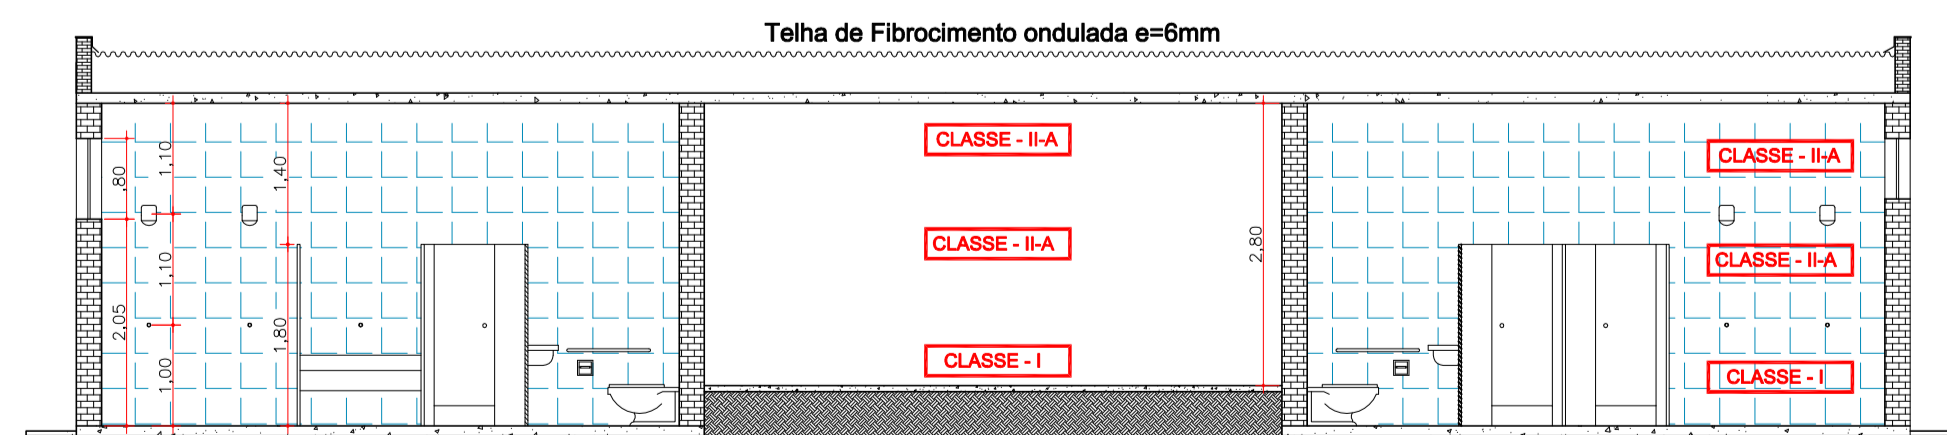 Telha de Fibrocimento ondulada e=6mm
CLASSE - II-A
CLASSE - II-A
CLASSE - I
CLASSE - II-A
CLASSE - II-A
CLASSE - I
,80
2,05
1,10
1,10
1,00
1,40
1,80
2,80